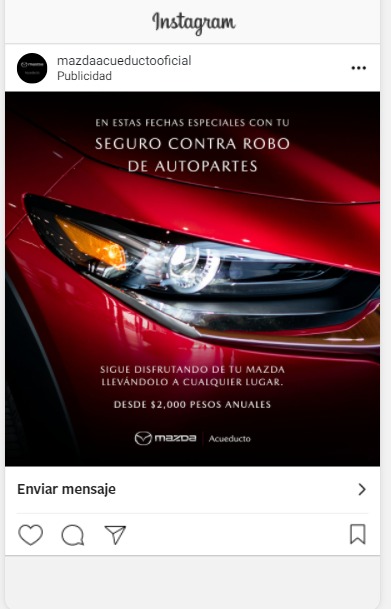 Instagram
mazdaacueductooficial
Publicidad
EN ESTAS FECHAS ESPECIALES CON TU
SEGURO CONTRA ROBO
DE AUTOPARTES
SIGUE DISFRUTANDO DE TU MAZDA
LLEVÁNDOLO A CUALQUIER LUGAR.
DESDE $2,000 PESOS ANUALES
mazda | Acueducto
Enviar mensaje